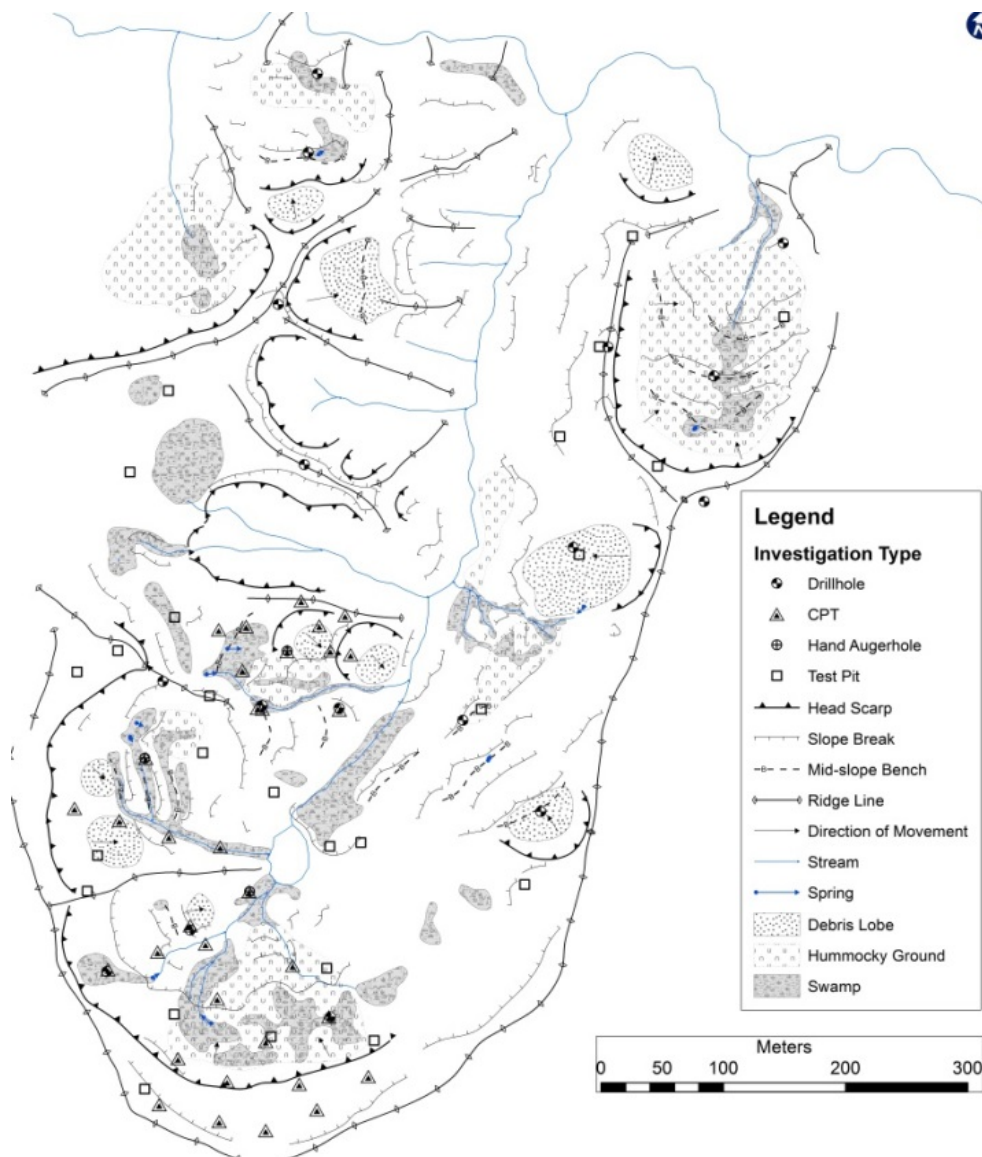 Legend
Investigation Type
Drillhole
CPT
Hand Augerhole
Test Pit
Head Scarp
Slope Break
Mid-slope Bench
Ridge Line
Direction of Movement
Stream
Spring
Debris Lobe
Hummocky Ground
Swamp
Meters
0 50 100 200 300